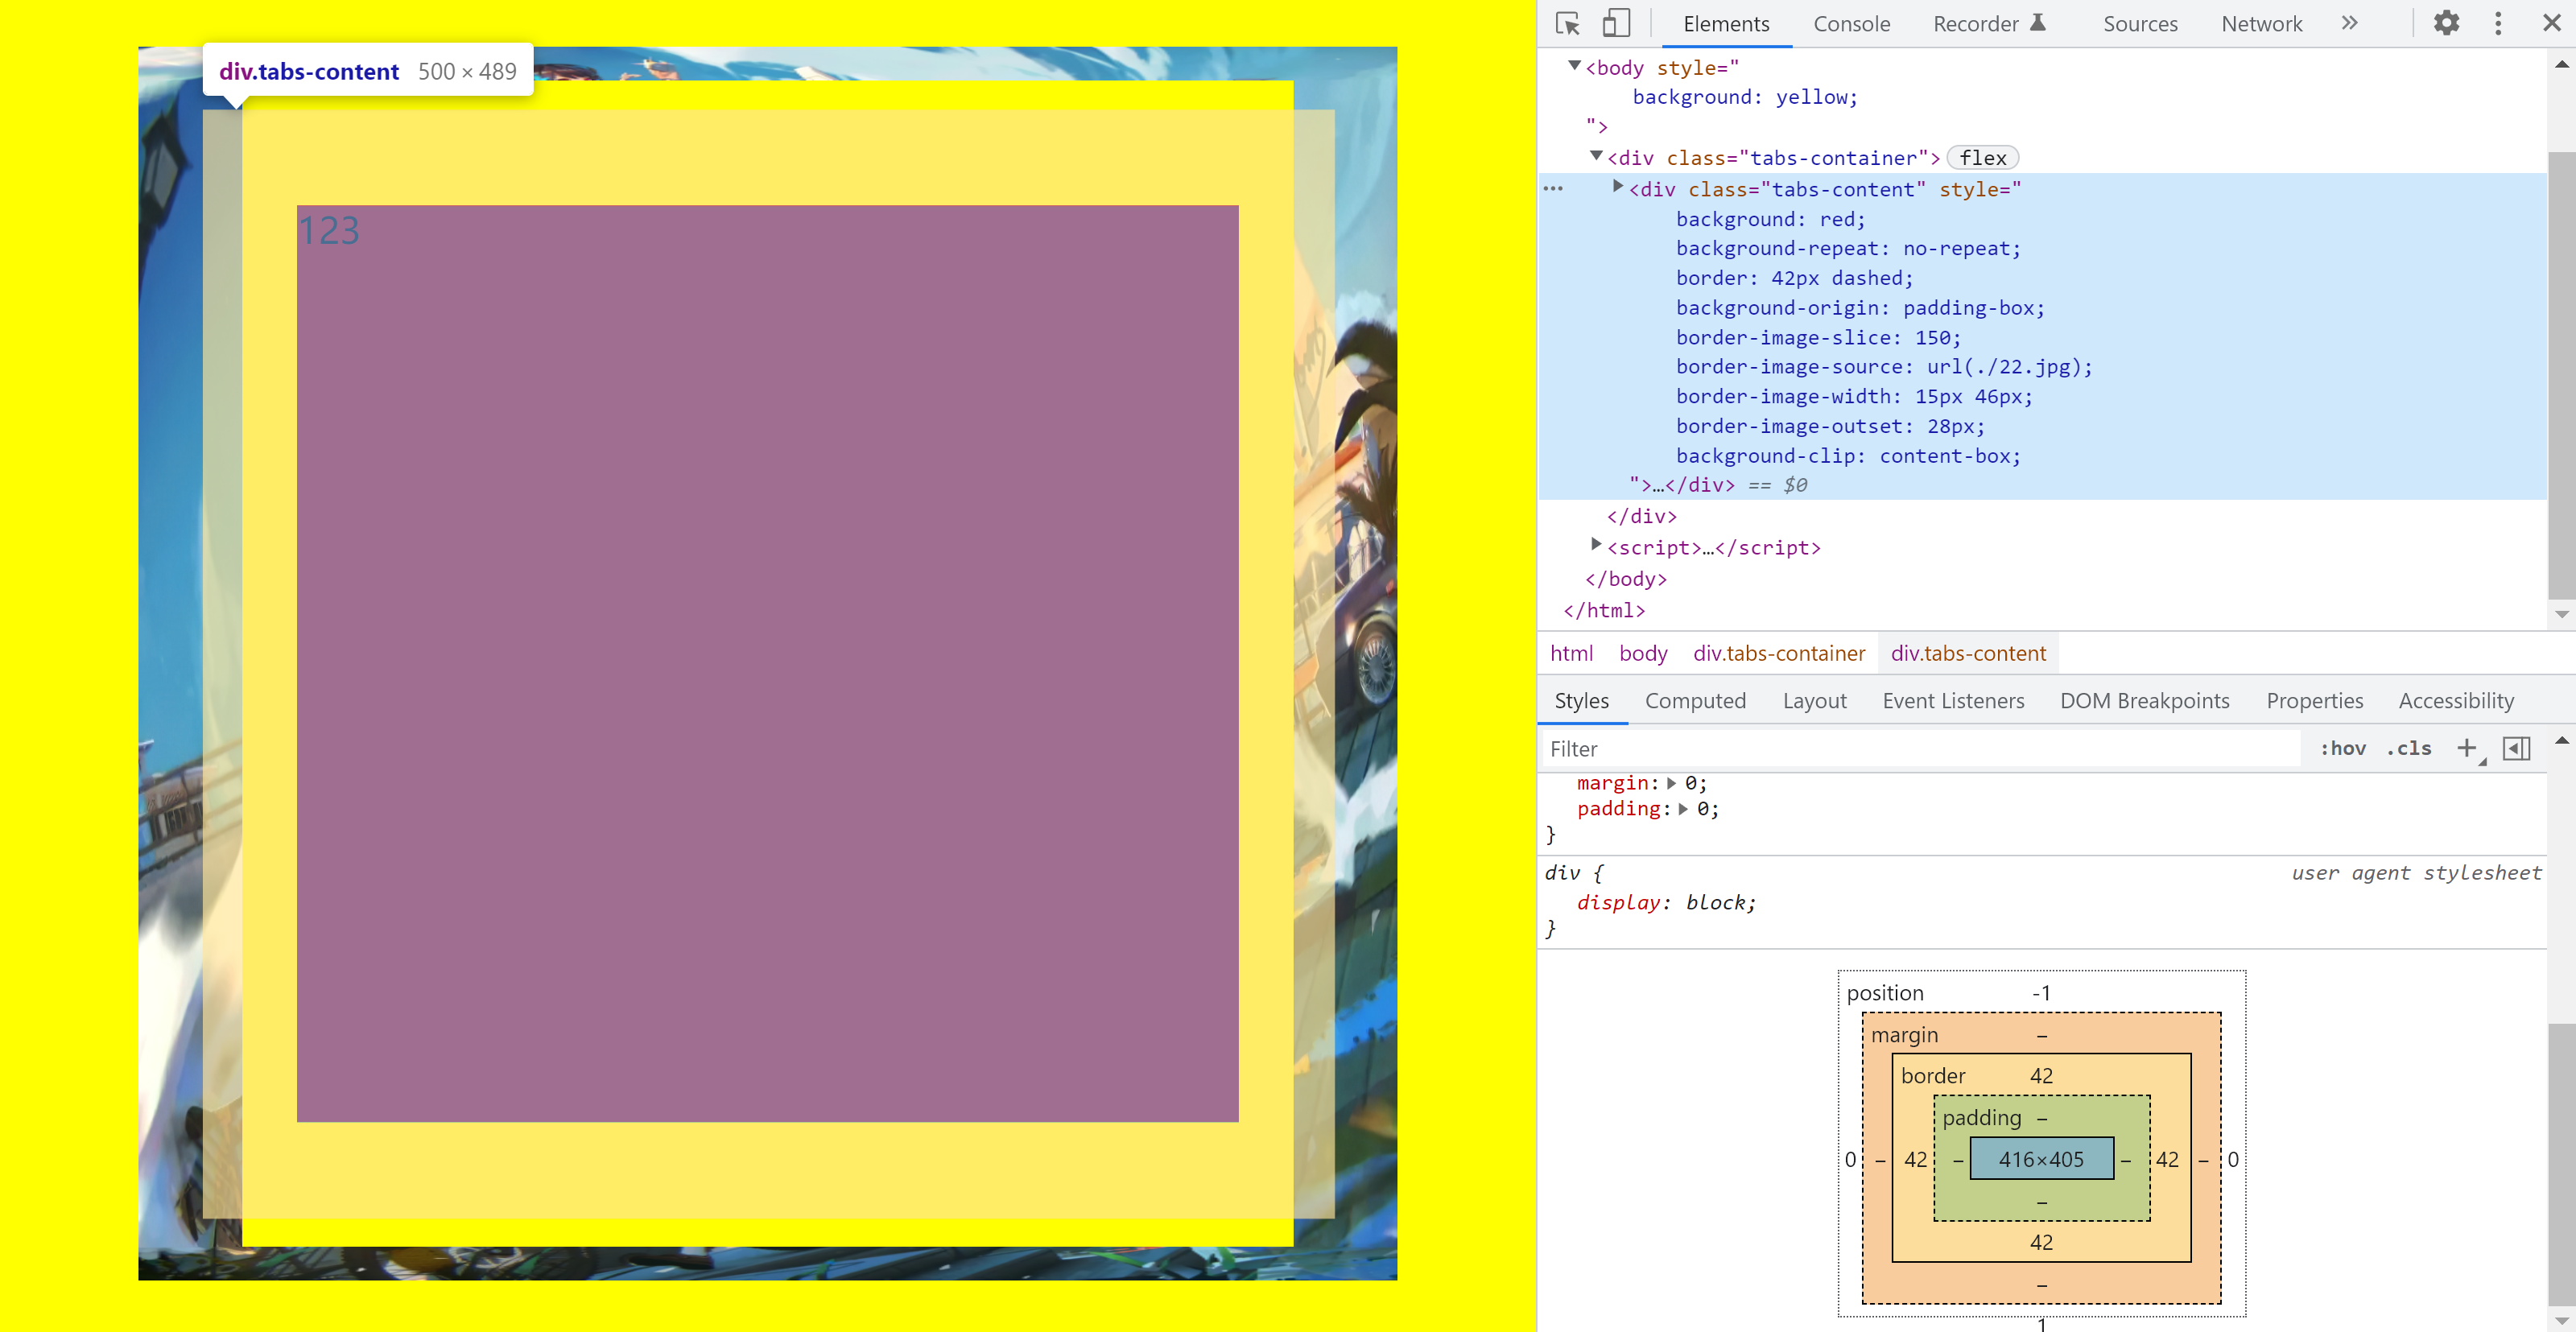 div.tabs-content 500 × 489
123
Elements Console Recorder Sources Network »
▼<body style="
background: yellow;
">
▼<div class="tabs-container"> flex
… ▶<div class="tabs-content" style="
background: red;
background-repeat: no-repeat;
border: 42px dashed;
background-origin: padding-box;
border-image-slice: 150;
border-image-source: url(./22.jpg);
border-image-width: 15px 46px;
border-image-outset: 28px;
background-clip: content-box;
">…</div> == $0
</div>
▶<script>…</script>
</body>
</html>
html body div.tabs-container div.tabs-content
Styles Computed Layout Event Listeners DOM Breakpoints Properties Accessibility
Filter :hov .cls +
margin: ▶ 0;
padding: ▶ 0;
}
div { user agent stylesheet
display: block;
}
position -1
margin –
border 42
padding –
0 – 42 – 416×405 – 42 – 0
–
42
–
1